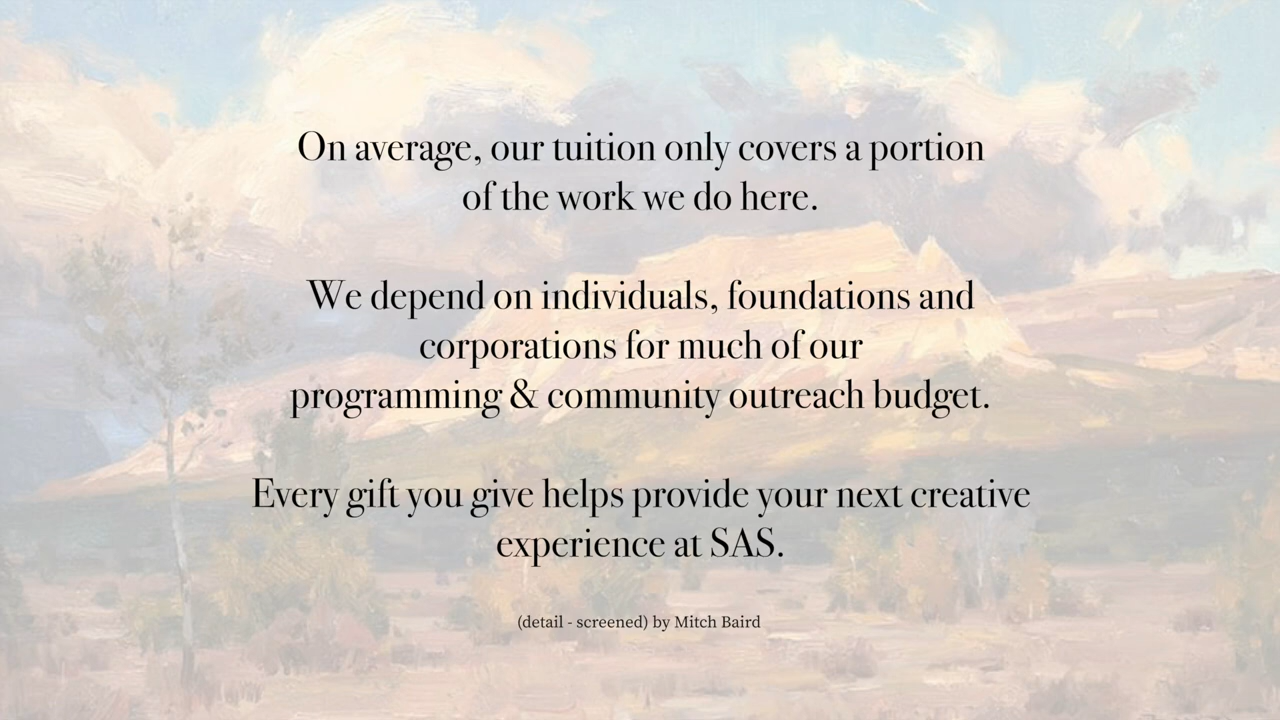 On average, our tuition only covers a portion
of the work we do here.
We depend on individuals, foundations and
corporations for much of our
programming & community outreach budget.
Every gift you give helps provide your next creative
experience at SAS.
(detail - screened) by Mitch Baird